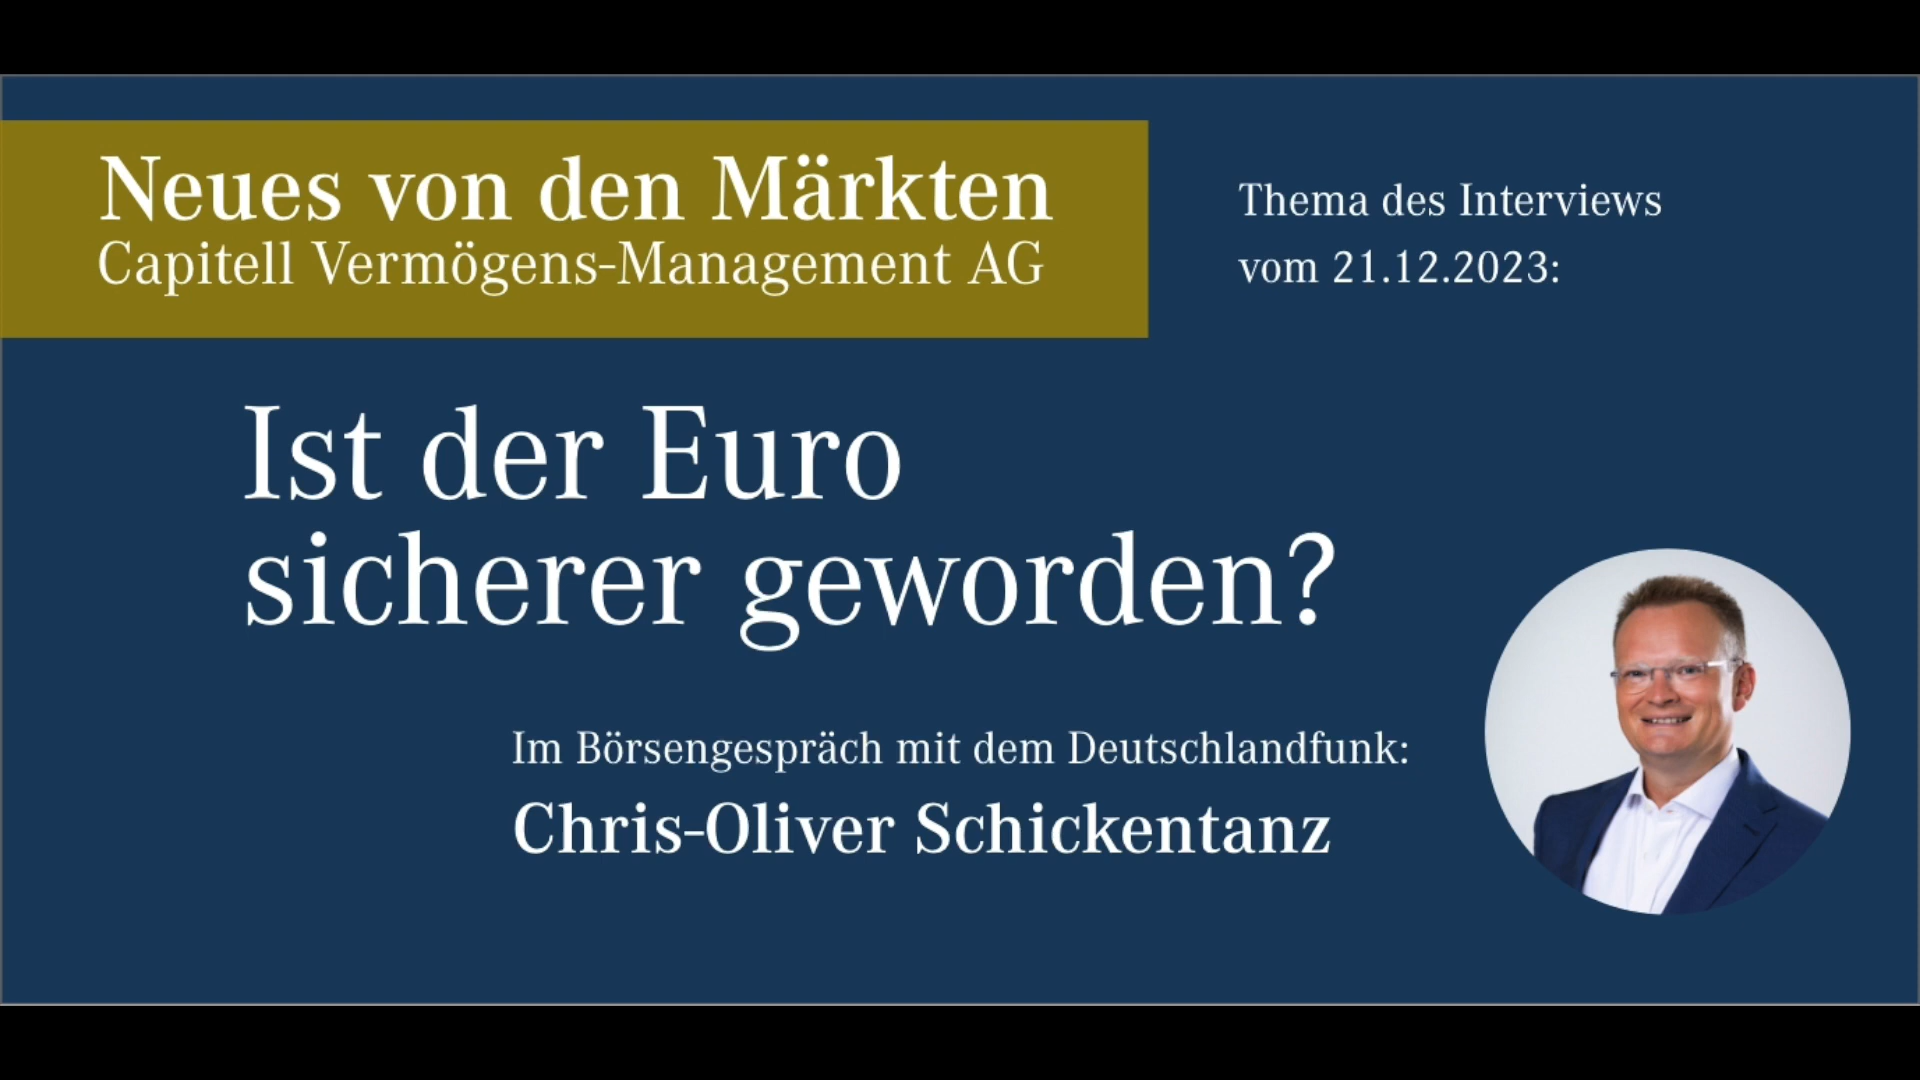 Neues von den Märkten
Capitell Vermögens-Management AG
Thema des Interviews
vom 21.12.2023:
Ist der Euro
sicherer geworden?
Im Börsengespräch mit dem Deutschlandfunk:
Chris-Oliver Schickentanz